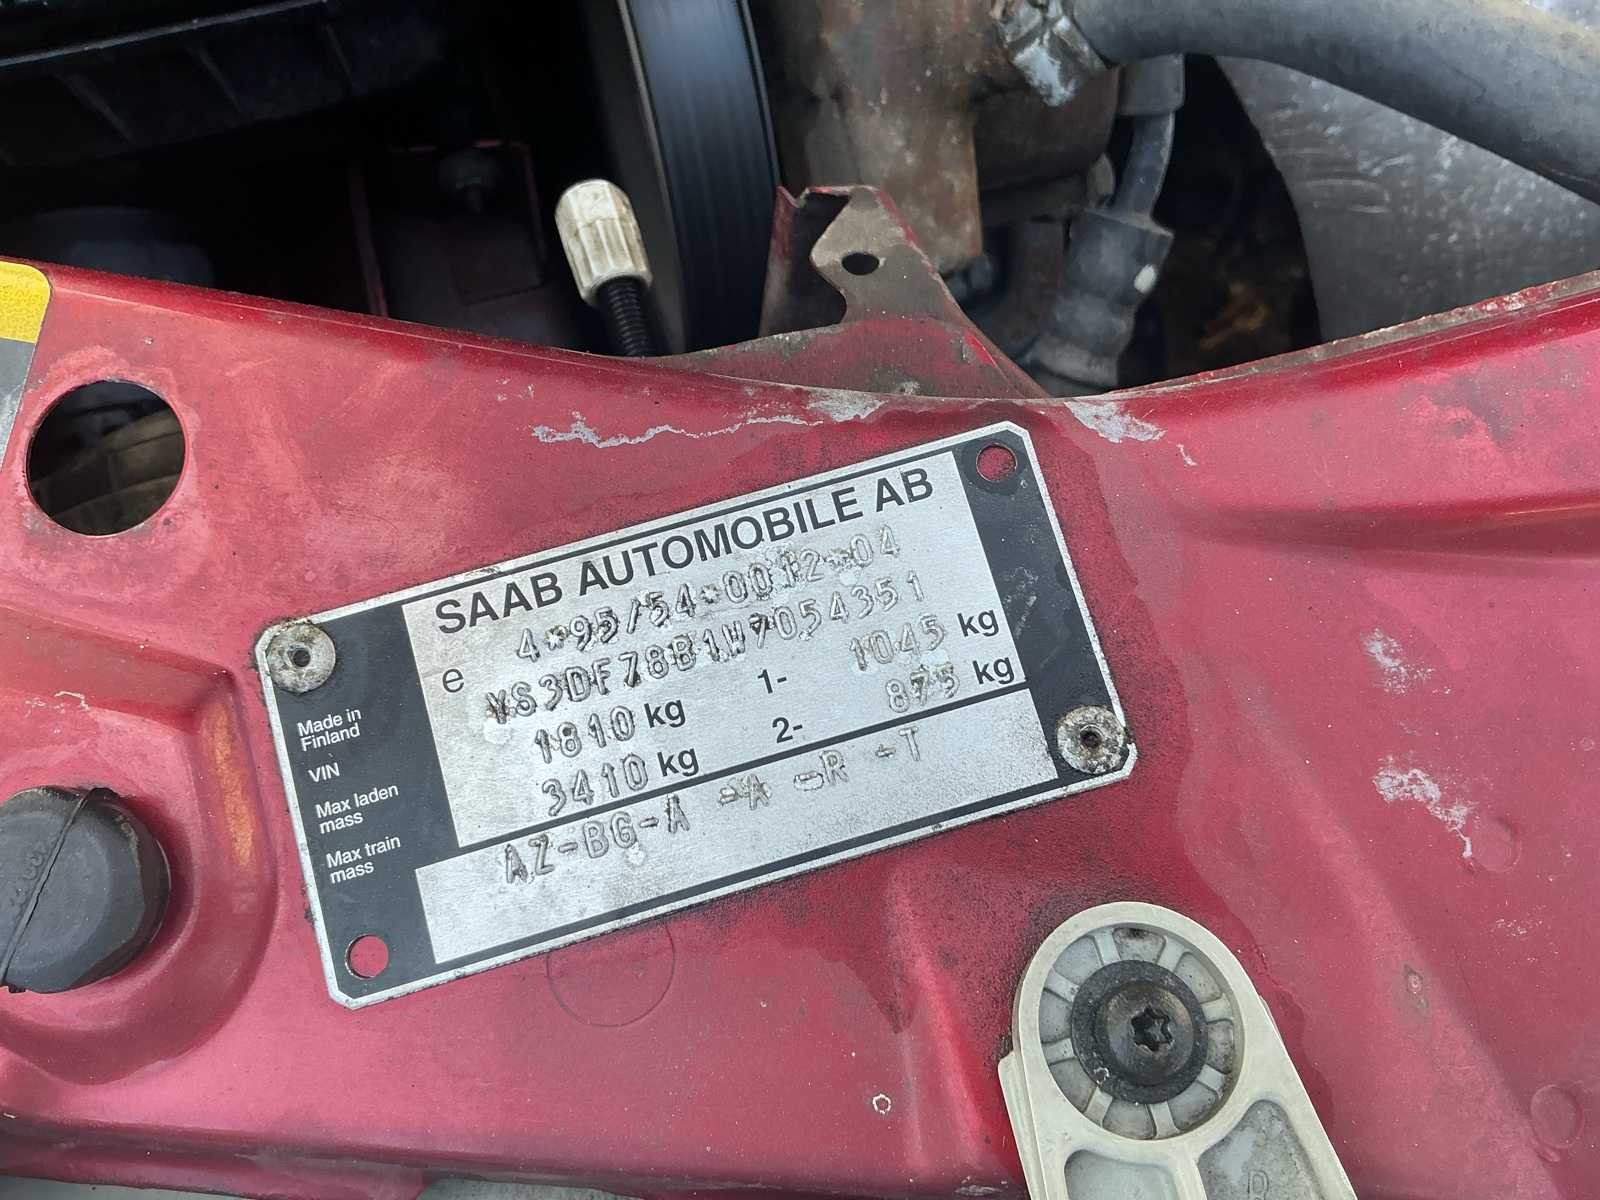 SAAB AUTOMOBILE AB
e 4*95/54*0012*04
Made in
Finland
VIN YS3DF78B1W7054351
Max laden
mass 1810 kg 1- 1045 kg
Max train
mass 3410 kg 2- 875 kg
AZ-BG-A -A -R -T